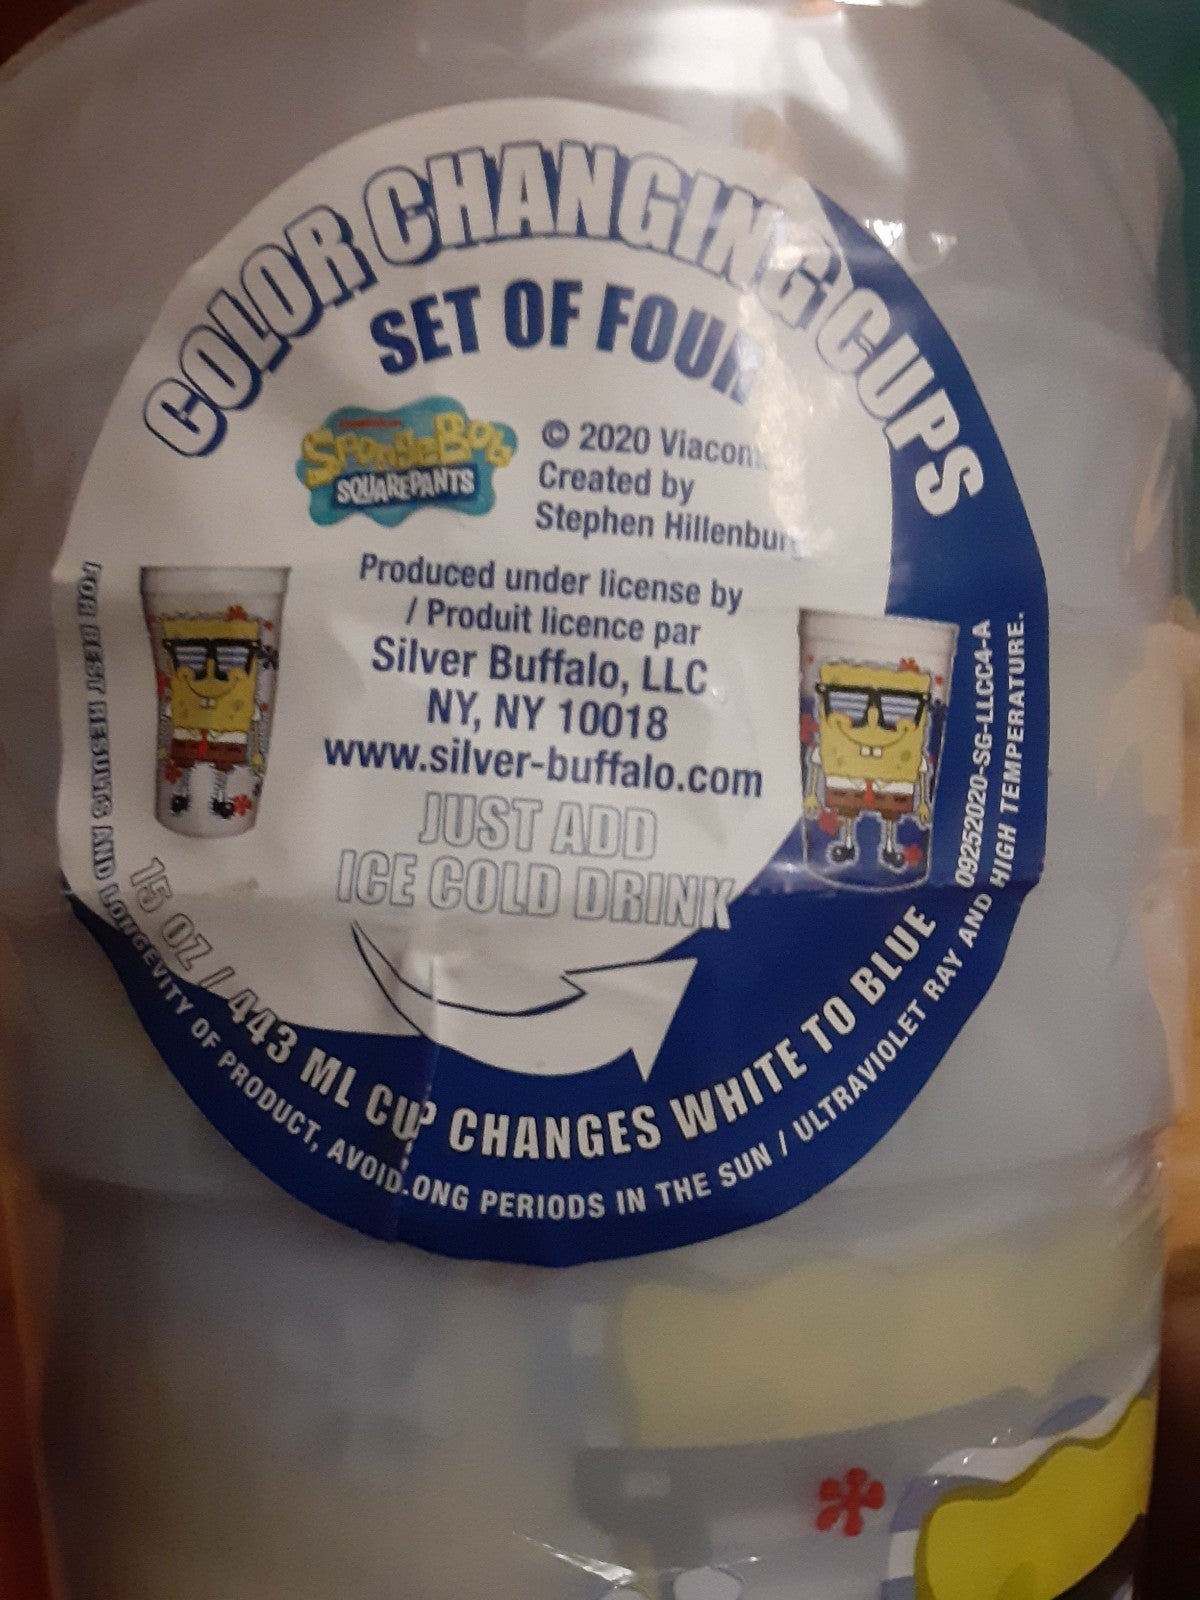 COLOR CHANGING CUPS
SET OF FOUR
SPONGEBOB
SQUAREPANTS
© 2020 Viacom
Created by
Stephen Hillenburg
Produced under license by
/ Produit licence par
Silver Buffalo, LLC
NY, NY 10018
www.silver-buffalo.com
JUST ADD
ICE COLD DRINK
15 OZ / 443 ML CUP CHANGES WHITE TO BLUE
09252020-SG-LLCC4-A
FOR BEST RESULTS AND LONGEVITY OF PRODUCT, AVOID LONG PERIODS IN THE SUN / ULTRAVIOLET RAY AND HIGH TEMPERATURE.